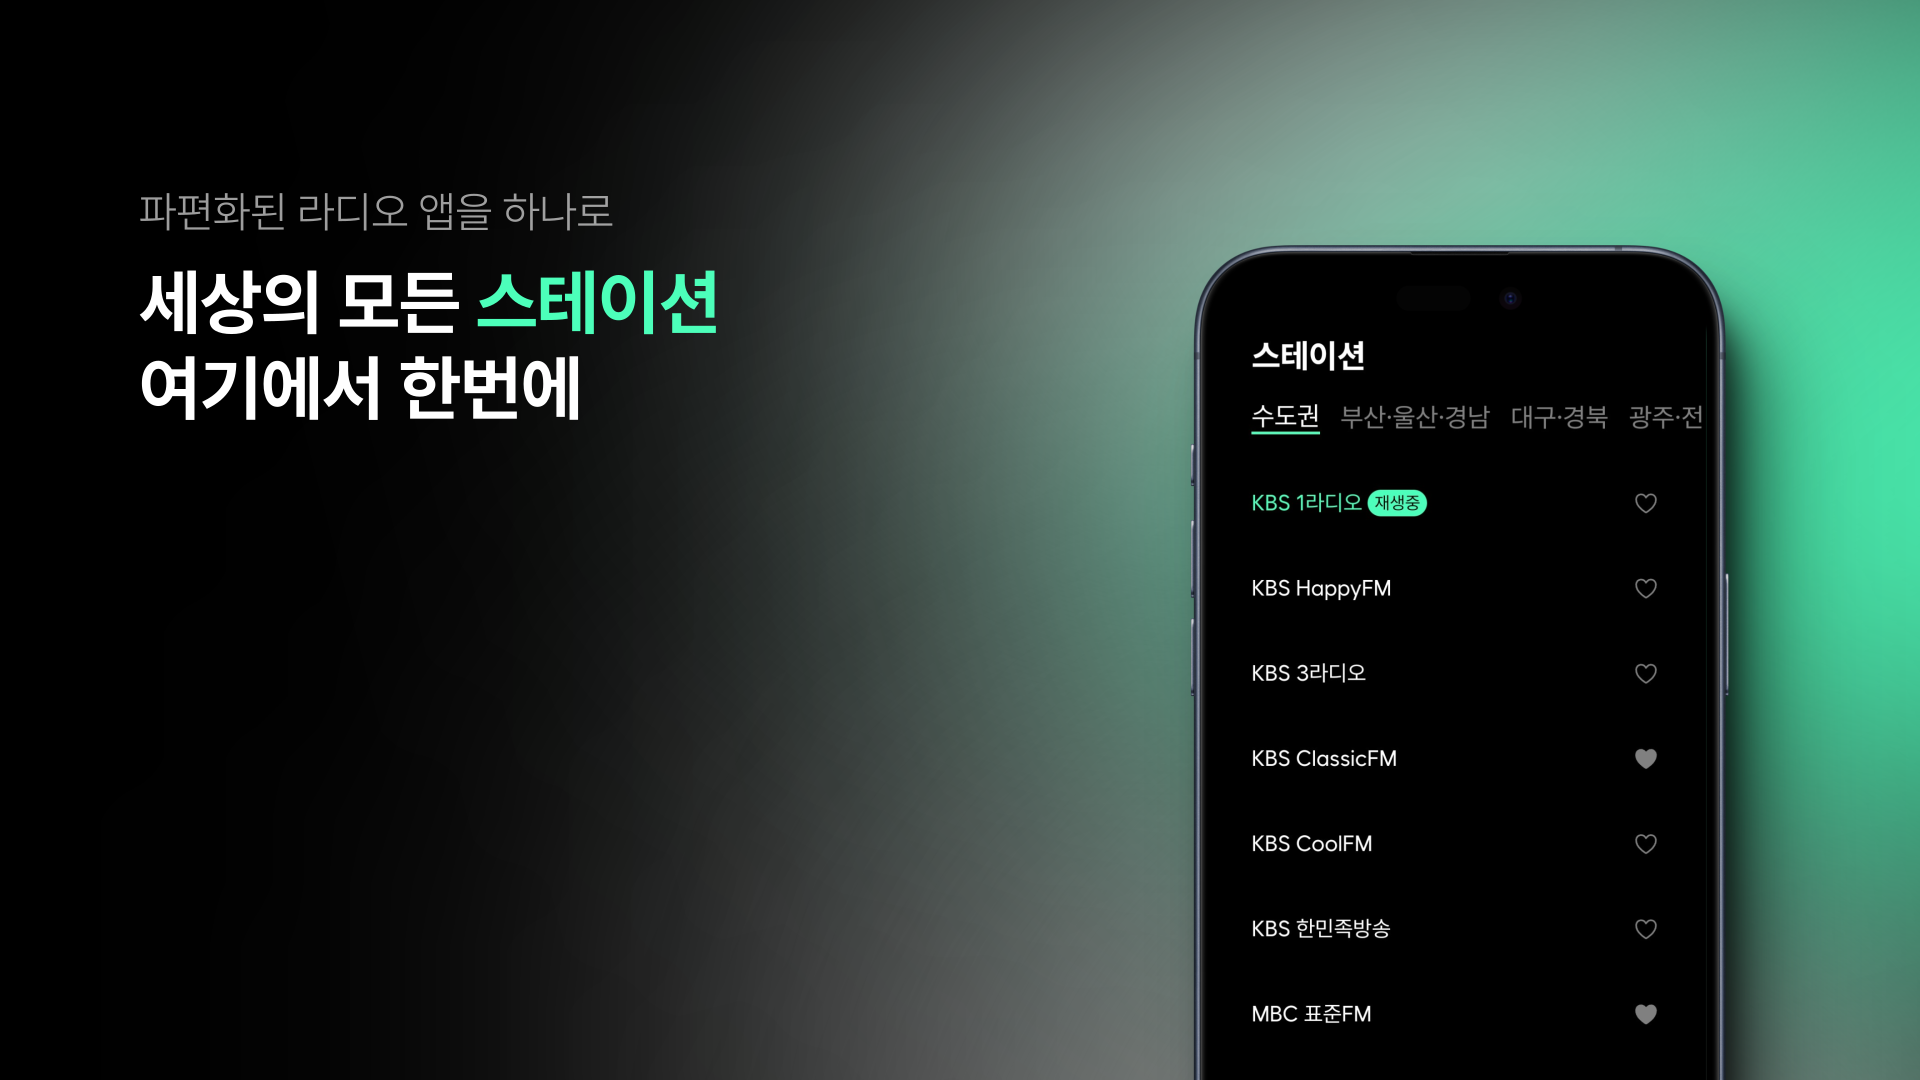 파편화된 라디오 앱을 하나로
세상의 모든 스테이션
여기에서 한번에
스테이션
수도권 부산·울산·경남 대구·경북 광주·전
KBS 1라디오 재생중
KBS HappyFM
KBS 3라디오
KBS ClassicFM
KBS CoolFM
KBS 한민족방송
MBC 표준FM